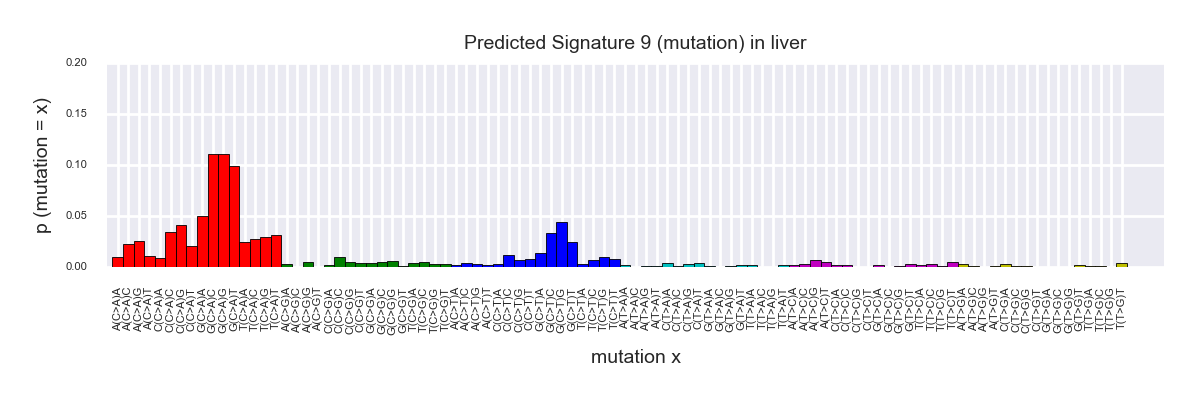 Predicted Signature 9 (mutation) in liver
0.20
0.15
0.10
0.05
0.00
p (mutation = x)
A(C>A)A
A(C>A)C
A(C>A)G
A(C>A)T
C(C>A)A
C(C>A)C
C(C>A)G
C(C>A)T
G(C>A)A
G(C>A)C
G(C>A)G
G(C>A)T
T(C>A)A
T(C>A)C
T(C>A)G
T(C>A)T
A(C>G)A
A(C>G)C
A(C>G)G
A(C>G)T
C(C>G)A
C(C>G)C
C(C>G)G
C(C>G)T
G(C>G)A
G(C>G)C
G(C>G)G
G(C>G)T
T(C>G)A
T(C>G)C
T(C>G)G
T(C>G)T
A(C>T)A
A(C>T)C
A(C>T)G
A(C>T)T
C(C>T)A
C(C>T)C
C(C>T)G
C(C>T)T
G(C>T)A
G(C>T)C
G(C>T)G
G(C>T)T
T(C>T)A
T(C>T)C
T(C>T)G
T(C>T)T
A(T>A)A
A(T>A)C
A(T>A)G
A(T>A)T
C(T>A)A
C(T>A)C
C(T>A)G
C(T>A)T
G(T>A)A
G(T>A)C
G(T>A)G
G(T>A)T
T(T>A)A
T(T>A)C
T(T>A)G
T(T>A)T
A(T>C)A
A(T>C)C
A(T>C)G
A(T>C)T
C(T>C)A
C(T>C)C
C(T>C)G
C(T>C)T
G(T>C)A
G(T>C)C
G(T>C)G
G(T>C)T
T(T>C)A
T(T>C)C
T(T>C)G
T(T>C)T
A(T>G)A
A(T>G)C
A(T>G)G
A(T>G)T
C(T>G)A
C(T>G)C
C(T>G)G
C(T>G)T
G(T>G)A
G(T>G)C
G(T>G)G
G(T>G)T
T(T>G)A
T(T>G)C
T(T>G)G
T(T>G)T
mutation x